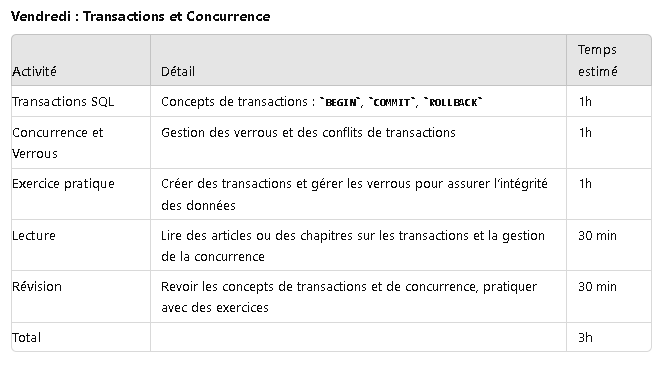 Vendredi : Transactions et Concurrence
Temps
Activité Détail estimé
Transactions SQL Concepts de transactions : `BEGIN`, `COMMIT`, `ROLLBACK` 1h
Concurrence et Gestion des verrous et des conflits de transactions 1h
Verrous
Exercice pratique Créer des transactions et gérer les verrous pour assurer l'intégrité 1h
des données
Lecture Lire des articles ou des chapitres sur les transactions et la gestion 30 min
de la concurrence
Révision Revoir les concepts de transactions et de concurrence, pratiquer 30 min
avec des exercices
Total 3h